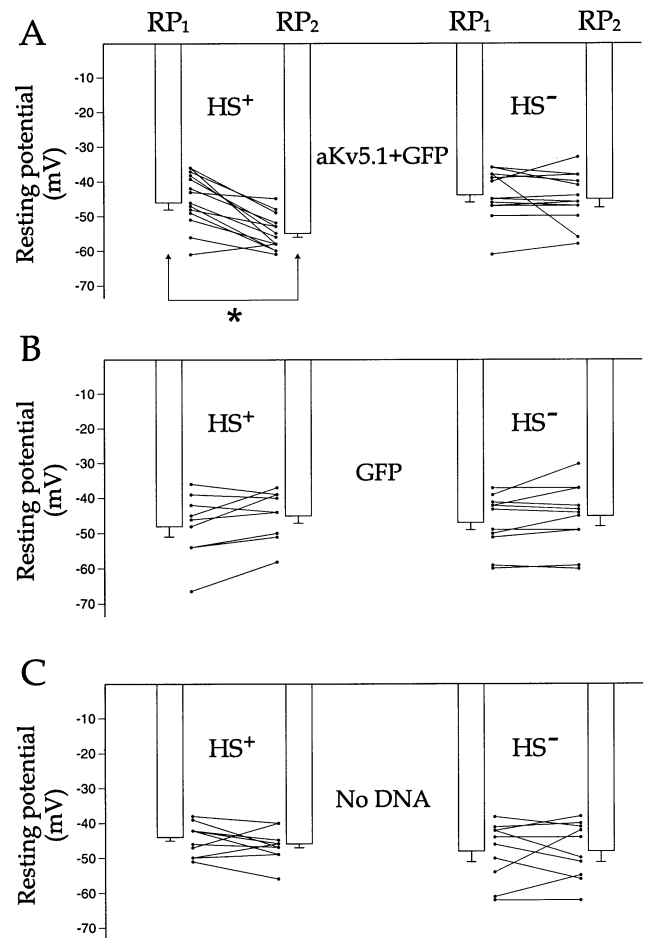 A
RP₁ RP₂ RP₁ RP₂
Resting potential
(mV)
-10
-20
-30
-40
-50
-60
-70
HS⁺
aKv5.1+GFP
HS⁻
*
B
Resting potential
(mV)
-10
-20
-30
-40
-50
-60
-70
HS⁺
GFP
HS⁻
C
Resting potential
(mV)
-10
-20
-30
-40
-50
-60
-70
HS⁺
No DNA
HS⁻